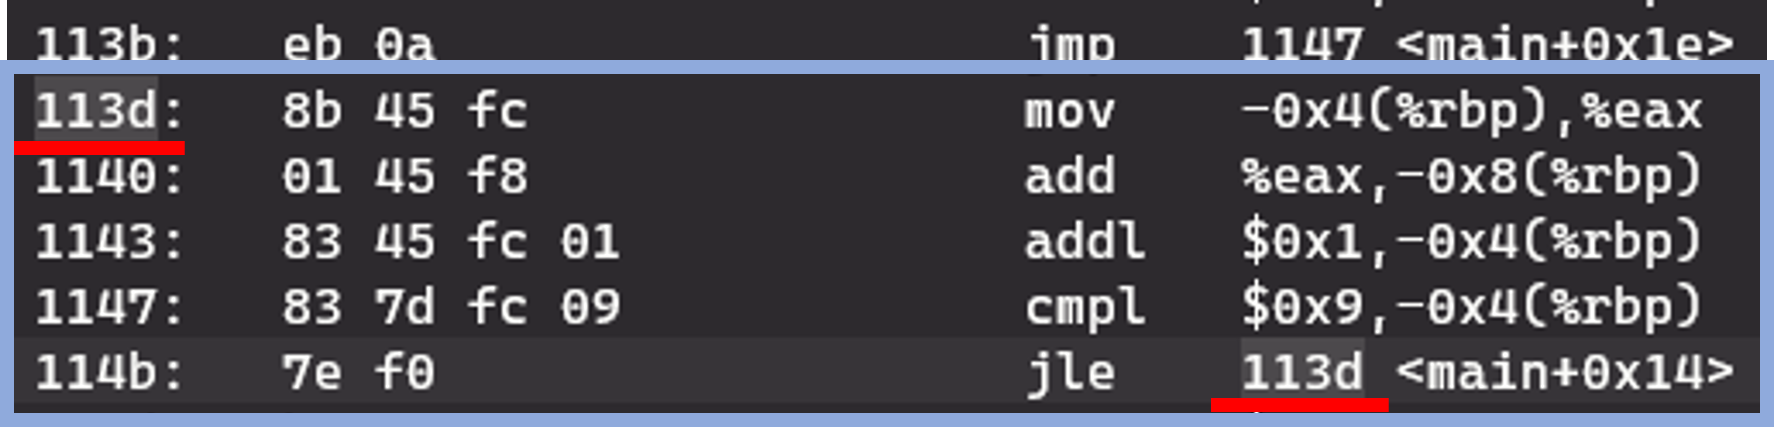 113b: eb 0a jmp 1147 <main+0x1e>
113d: 8b 45 fc mov -0x4(%rbp),%eax
1140: 01 45 f8 add %eax,-0x8(%rbp)
1143: 83 45 fc 01 addl $0x1,-0x4(%rbp)
1147: 83 7d fc 09 cmpl $0x9,-0x4(%rbp)
114b: 7e f0 jle 113d <main+0x14>